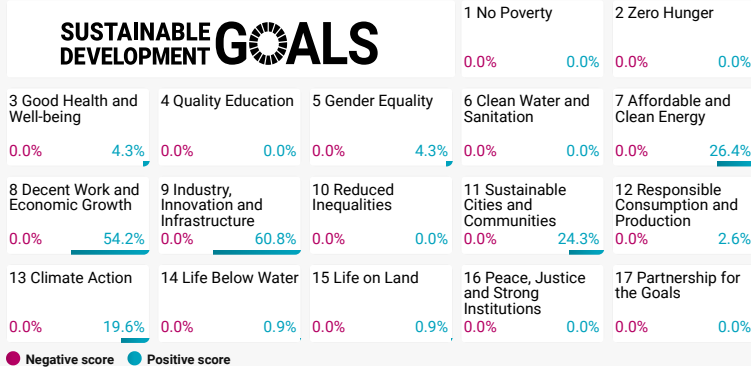 SUSTAINABLE
DEVELOPMENT
GOALS
1 No Poverty
0.0% 0.0%
2 Zero Hunger
0.0% 0.0%
3 Good Health and
Well-being
0.0% 4.3%
4 Quality Education
0.0% 0.0%
5 Gender Equality
0.0% 4.3%
6 Clean Water and
Sanitation
0.0% 0.0%
7 Affordable and
Clean Energy
0.0% 26.4%
8 Decent Work and
Economic Growth
0.0% 54.2%
9 Industry,
Innovation and
Infrastructure
0.0% 60.8%
10 Reduced
Inequalities
0.0% 0.0%
11 Sustainable
Cities and
Communities
0.0% 24.3%
12 Responsible
Consumption and
Production
0.0% 2.6%
13 Climate Action
0.0% 19.6%
14 Life Below Water
0.0% 0.9%
15 Life on Land
0.0% 0.9%
16 Peace, Justice
and Strong
Institutions
0.0% 0.0%
17 Partnership for
the Goals
0.0% 0.0%
Negative score Positive score